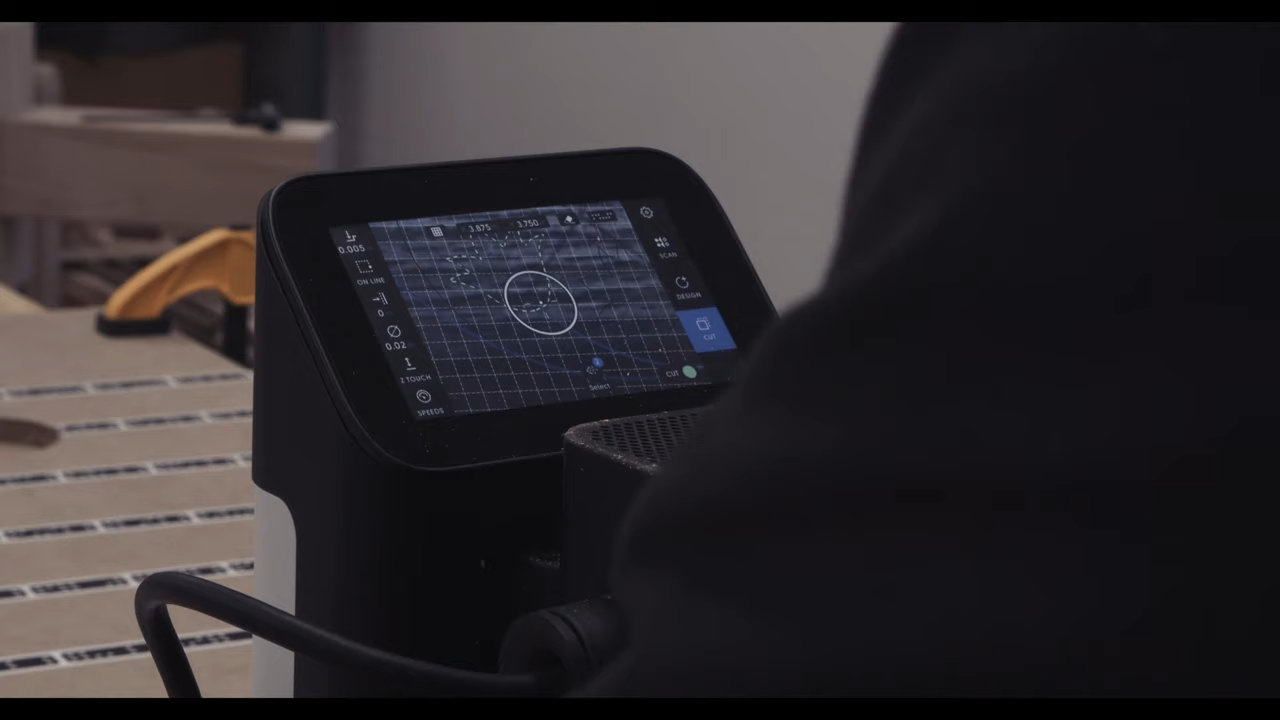 0.005
ON LINE
0
0.02
Z TOUCH
SPEEDS
3.875
3.750
SCAN
DESIGN
CUT
Select
CUT